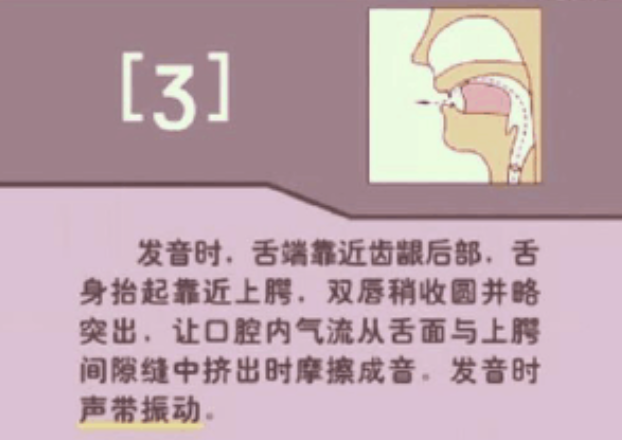 [ʒ]
发音时，舌端靠近齿龈后部，舌
身抬起靠近上腭，双唇稍收圆并略
突出，让口腔内气流从舌面与上腭
间隙缝中挤出时摩擦成音。发音时
声带振动。